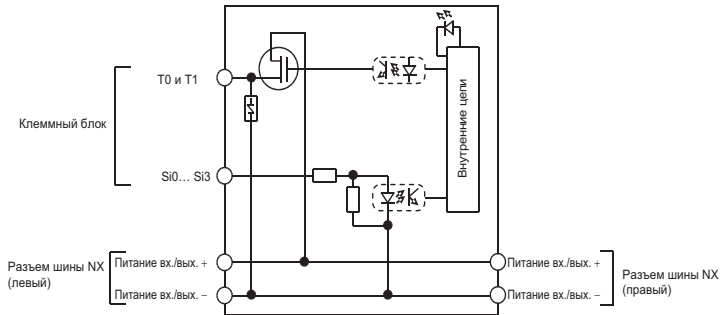 T0 и T1
Клеммный блок
Внутренние цепи
Si0... Si3
Разъем шины NX
(левый)
Питание вх./вых. +
Питание вх./вых. −
Питание вх./вых. +
Питание вх./вых. −
Разъем шины NX
(правый)